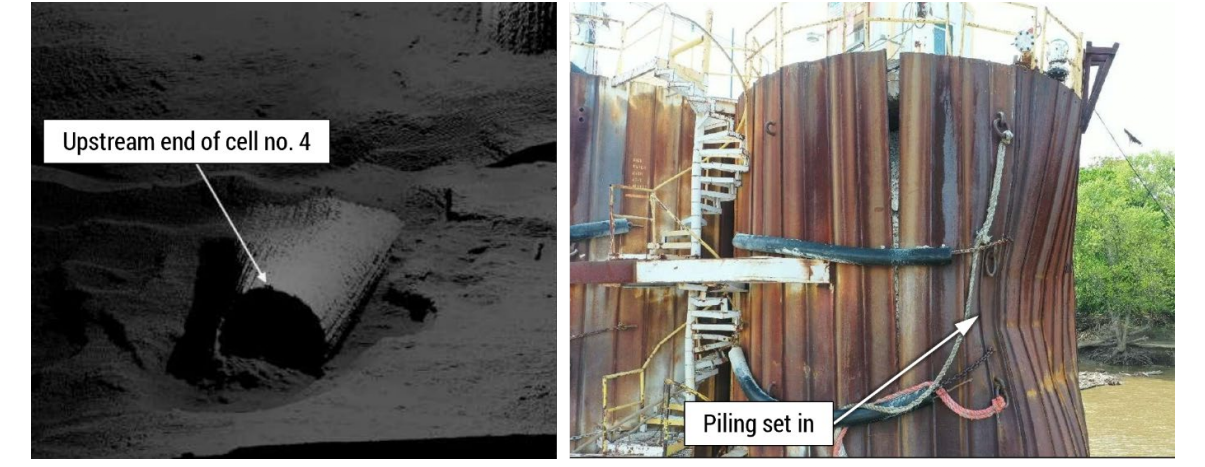 Upstream end of cell no. 4
Piling set in